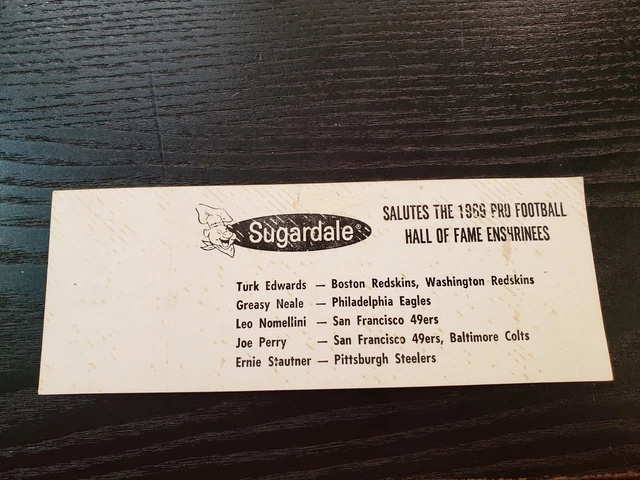 Sugardale®
SALUTES THE 1969 PRO FOOTBALL
HALL OF FAME ENSHRINEES
Turk Edwards — Boston Redskins, Washington Redskins
Greasy Neale — Philadelphia Eagles
Leo Nomellini — San Francisco 49ers
Joe Perry — San Francisco 49ers, Baltimore Colts
Ernie Stautner — Pittsburgh Steelers